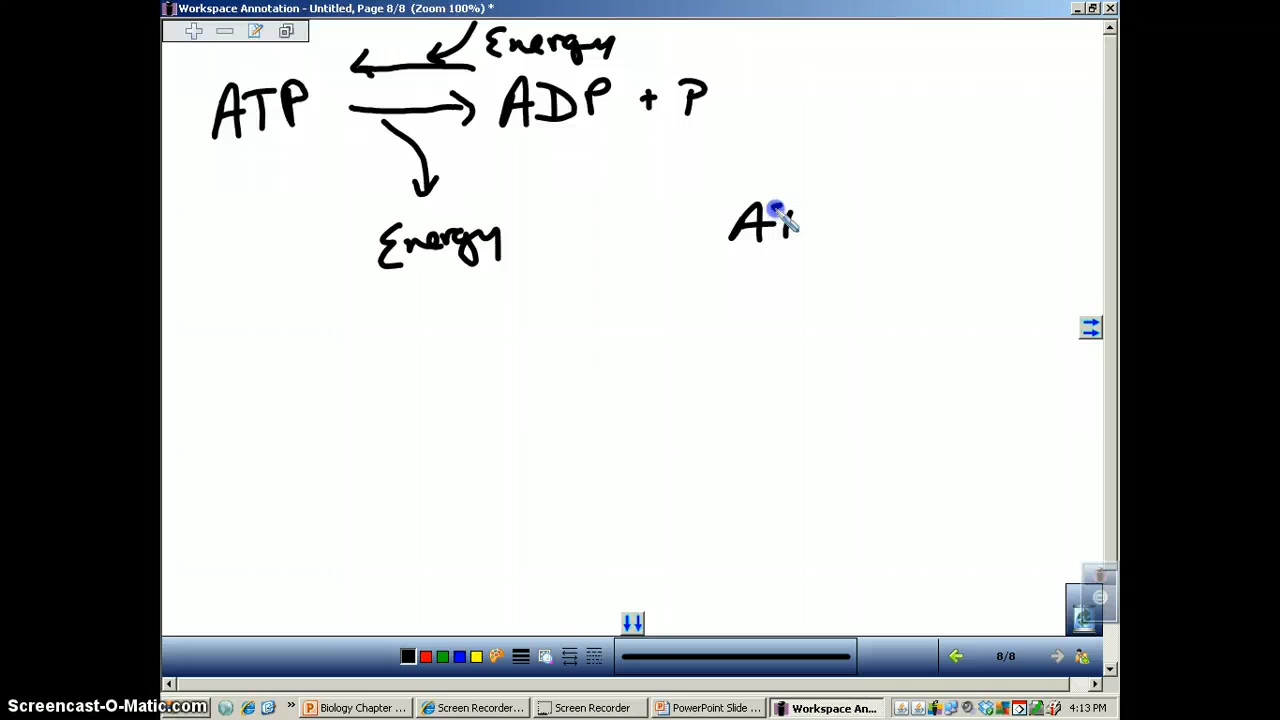 Workspace Annotation - Untitled, Page 8/8 (Zoom 100%) *
Energy
ATP ADP + P
Energy
8/8
Screencast-O-Matic.com
»
Biology Chapter ...
Screen Recorder...
Screen Recorder
PowerPoint Slide ...
Workspace Ann...
4:13 PM